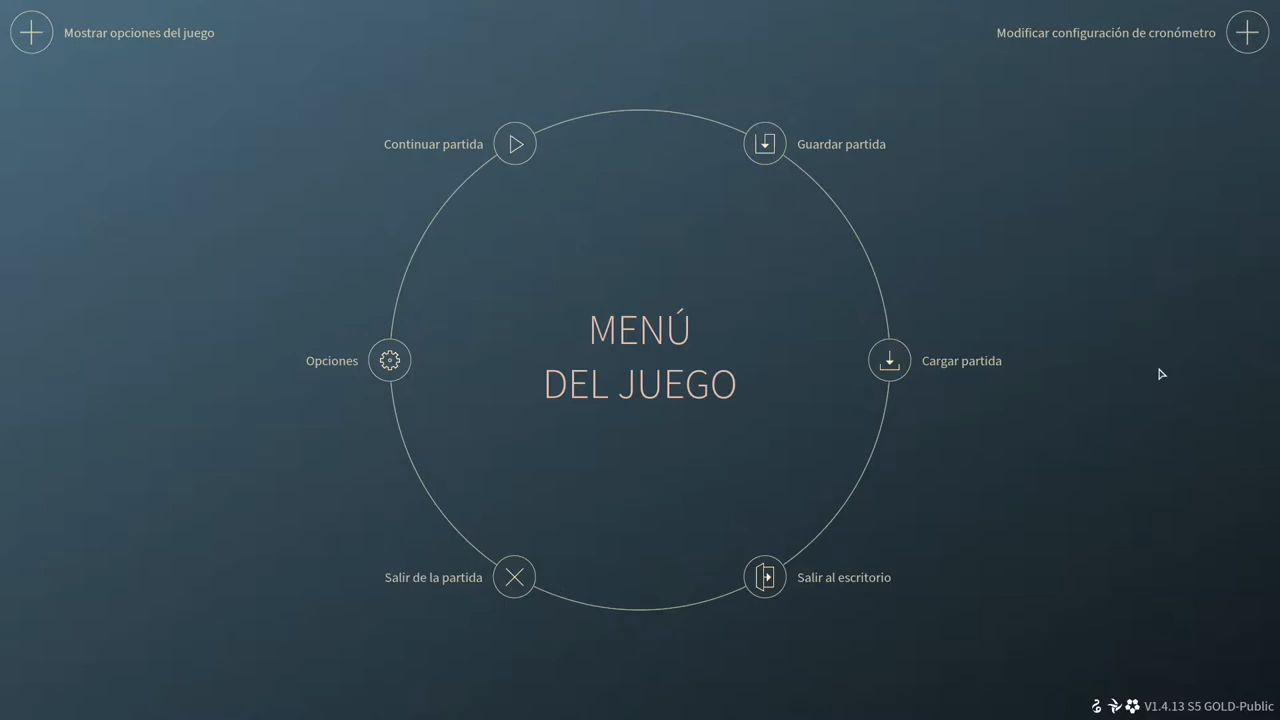 Mostrar opciones del juego
Modificar configuración de cronómetro
Continuar partida
Guardar partida
MENÚ
DEL JUEGO
Opciones
Cargar partida
Salir de la partida
Salir al escritorio
V1.4.13 S5 GOLD-Public